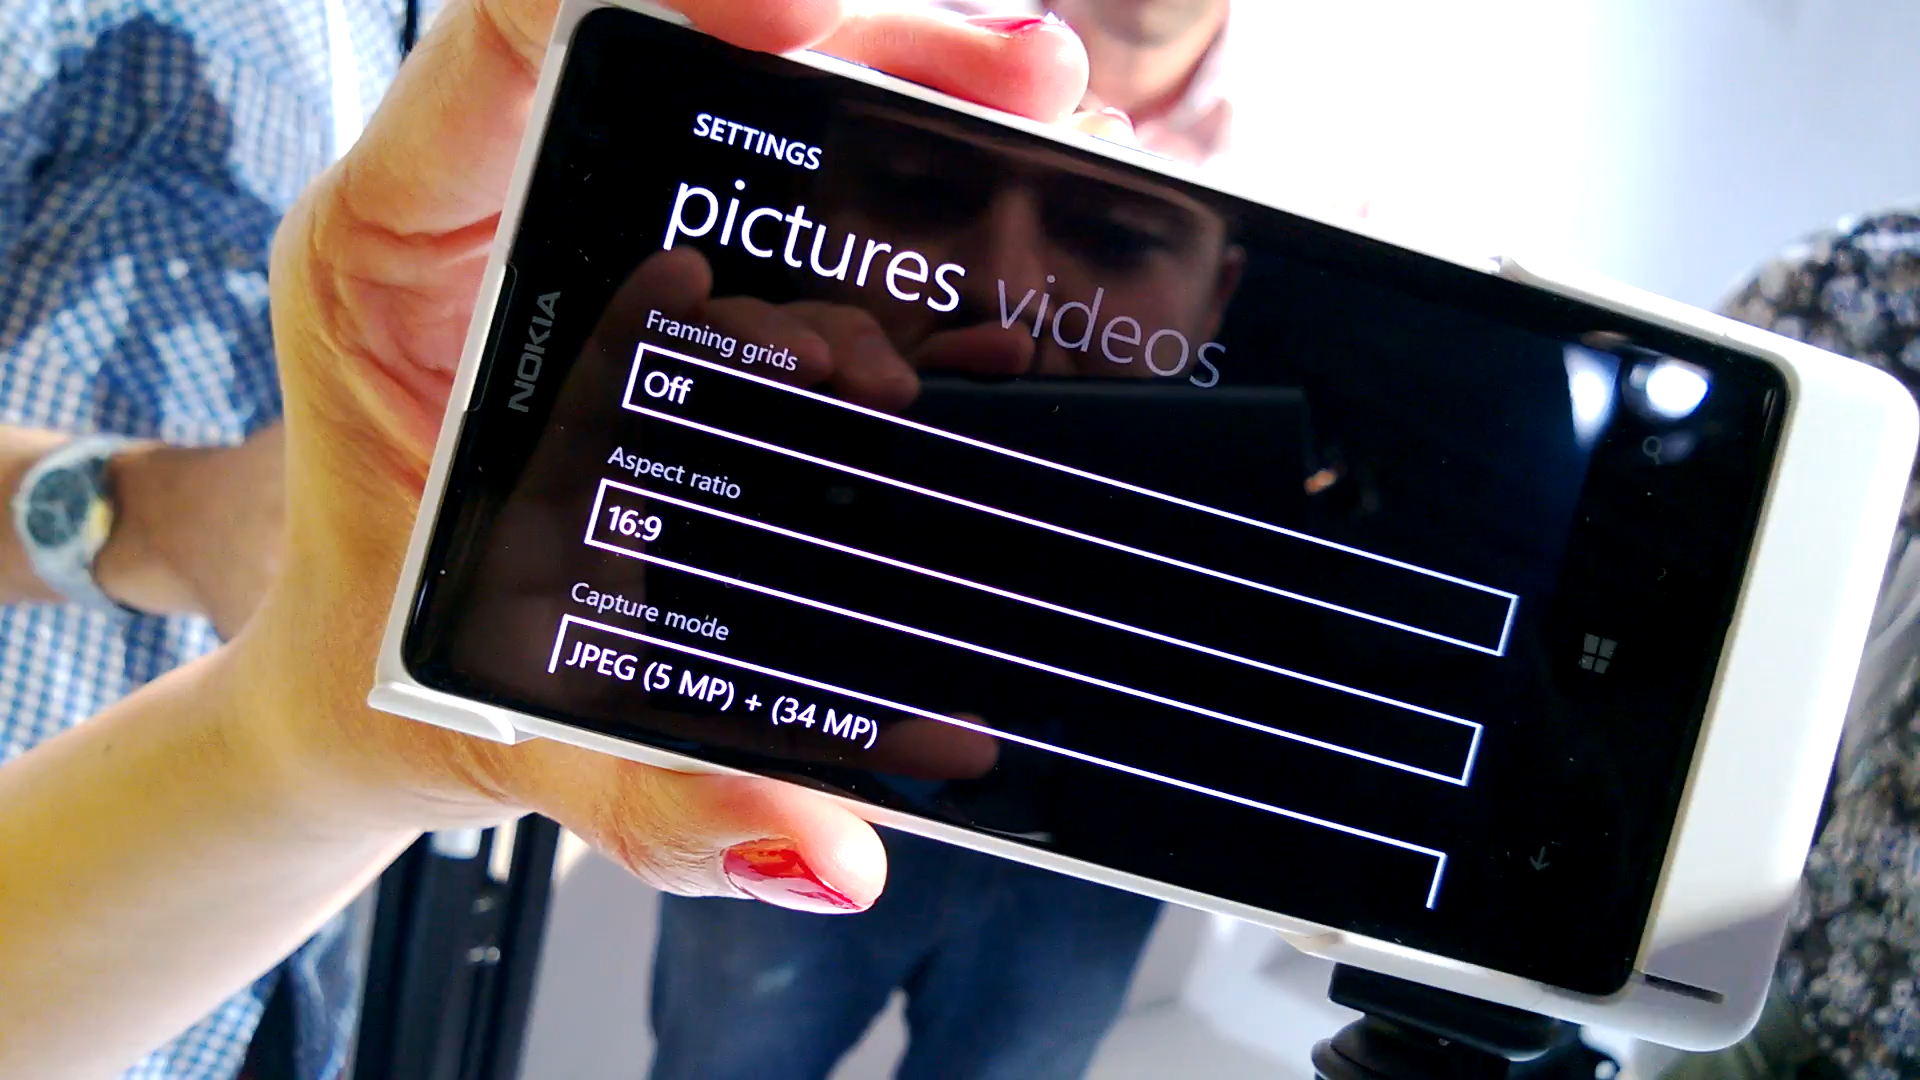 SETTINGS
pictures videos
Framing grids
Off
Aspect ratio
16:9
Capture mode
JPEG (5 MP) + (34 MP)
NOKIA